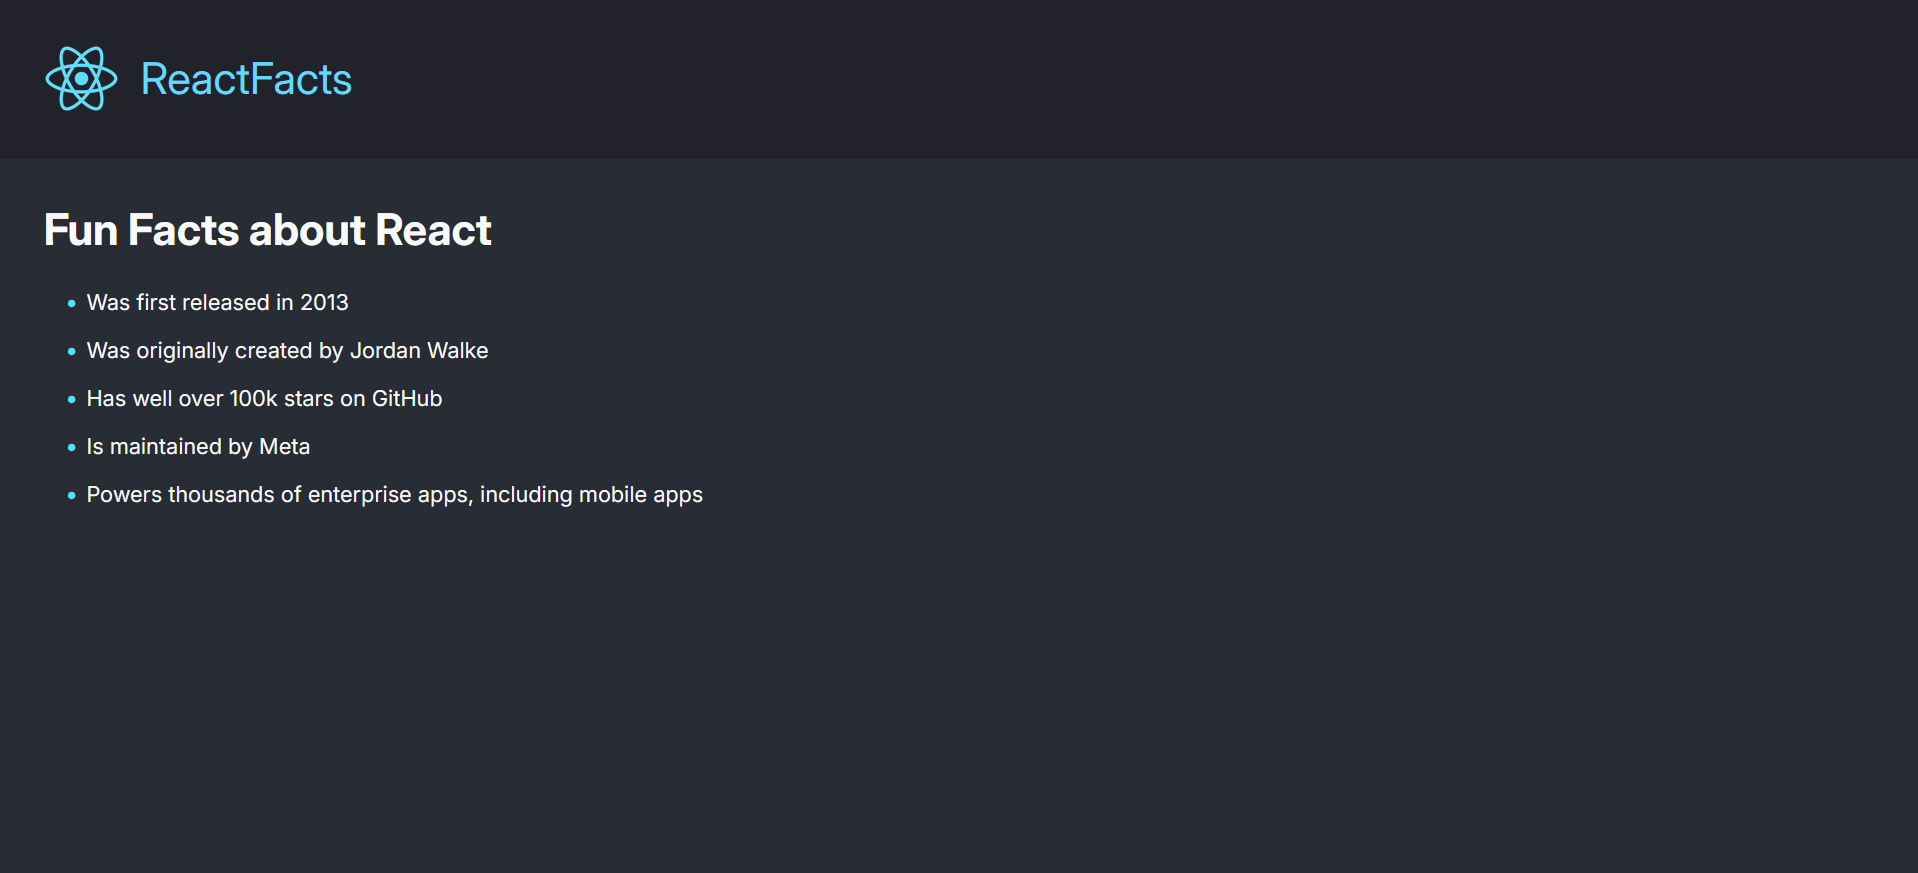 ReactFacts
Fun Facts about React
Was first released in 2013
Was originally created by Jordan Walke
Has well over 100k stars on GitHub
Is maintained by Meta
Powers thousands of enterprise apps, including mobile apps